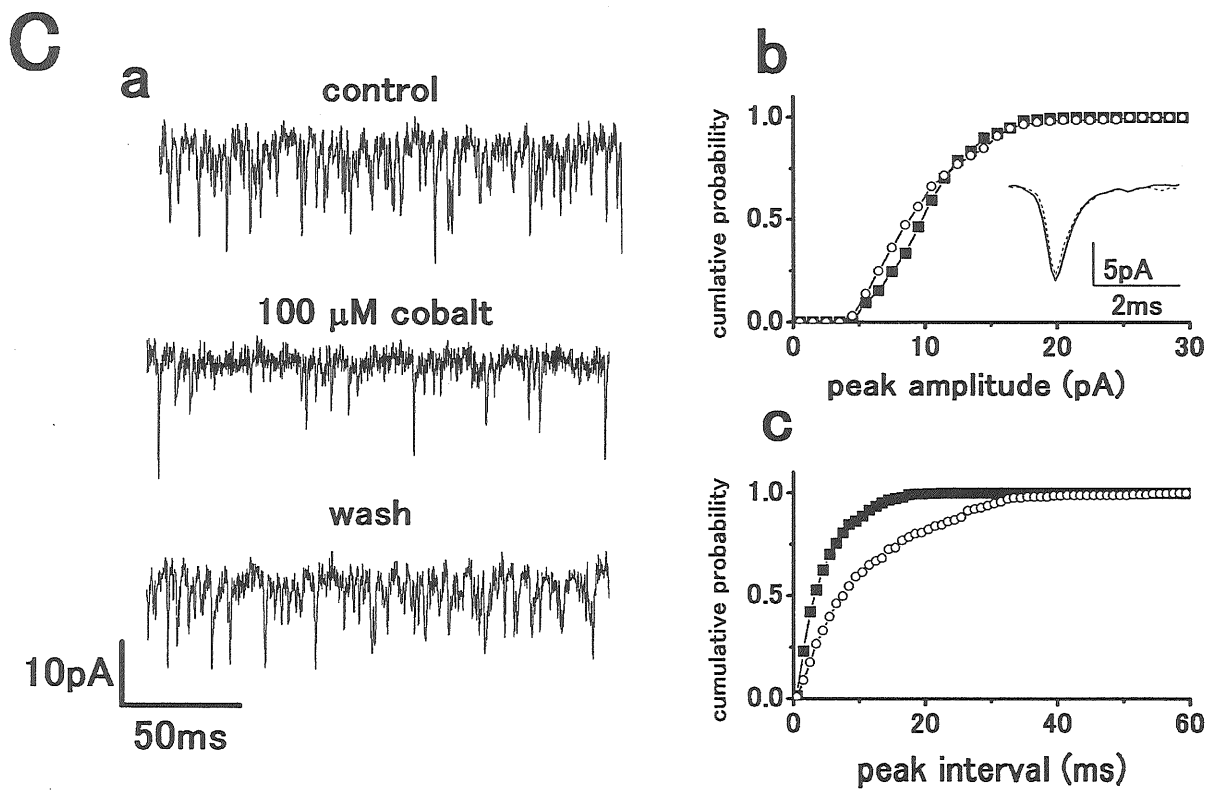 C
a
control
100 μM cobalt
wash
10pA
50ms
b
cumlative probability
1.0
0.5
0.0
0 10 20 30
peak amplitude (pA)
5pA
2ms
c
cumulative probability
1.0
0.5
0.0
0 20 40 60
peak interval (ms)